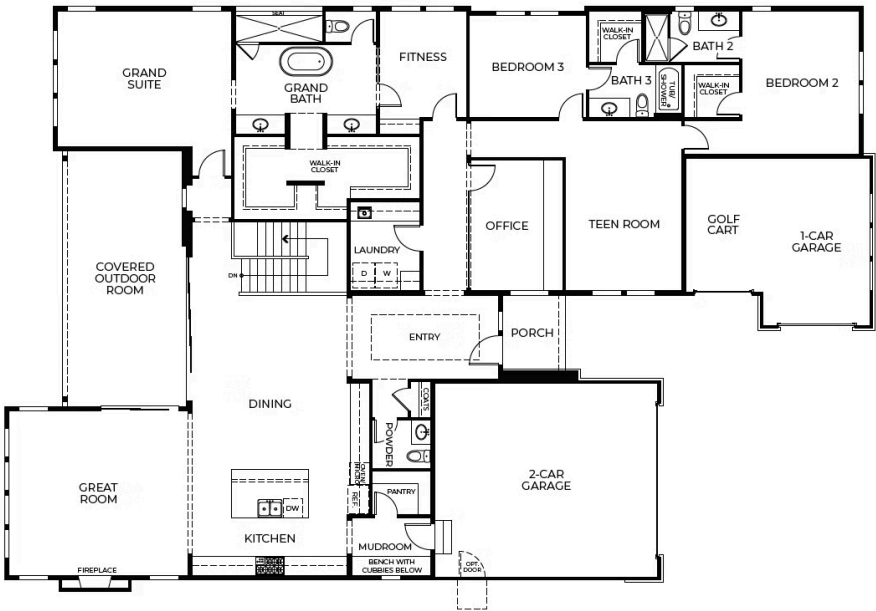 SEAT
GRAND
SUITE
GRAND
BATH
FITNESS
BEDROOM 3
WALK-IN
CLOSET
BATH 2
BATH 3
TUB/
SHOWER
WALK-IN
CLOSET
BEDROOM 2
WALK-IN
CLOSET
COVERED
OUTDOOR
ROOM
DN
LAUNDRY
D
W
OFFICE
TEEN ROOM
GOLF
CART
1-CAR
GARAGE
ENTRY
PORCH
DINING
COATS
POWDER
GREAT
ROOM
OVEN/
MICRO
REF.
DW
PANTRY
2-CAR
GARAGE
KITCHEN
MUDROOM
BENCH WITH
CUBBIES BELOW
OPT.
DOOR
FIREPLACE